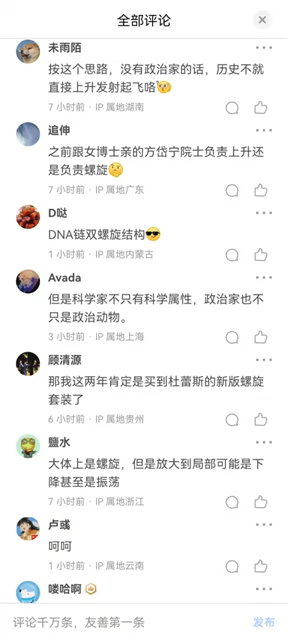 全部评论
未雨陌
按这个思路，没有政治家的话，历史不就
直接上升发射起飞咯🥴
7 小时前 · IP 属地湖南
追伸
之前跟女博士亲的方岱宁院士负责上升还
是负责螺旋🤔
7 小时前 · IP 属地广东
D哒
DNA链双螺旋结构😎
1 小时前 · IP 属地内蒙古
Avada
但是科学家不只有科学属性，政治家也不
只是政治动物。
3 小时前 · IP 属地上海
顾清源
那我这两年肯定是买到杜蕾斯的新版螺旋
套装了
6 小时前 · IP 属地贵州
鹽水
大体上是螺旋，但是放大到局部可能是下
降甚至是振荡
7 小时前 · IP 属地浙江
卢彧
呵呵
1 小时前 · IP 属地云南
喽哈啊
评论千万条，友善第一条
发布